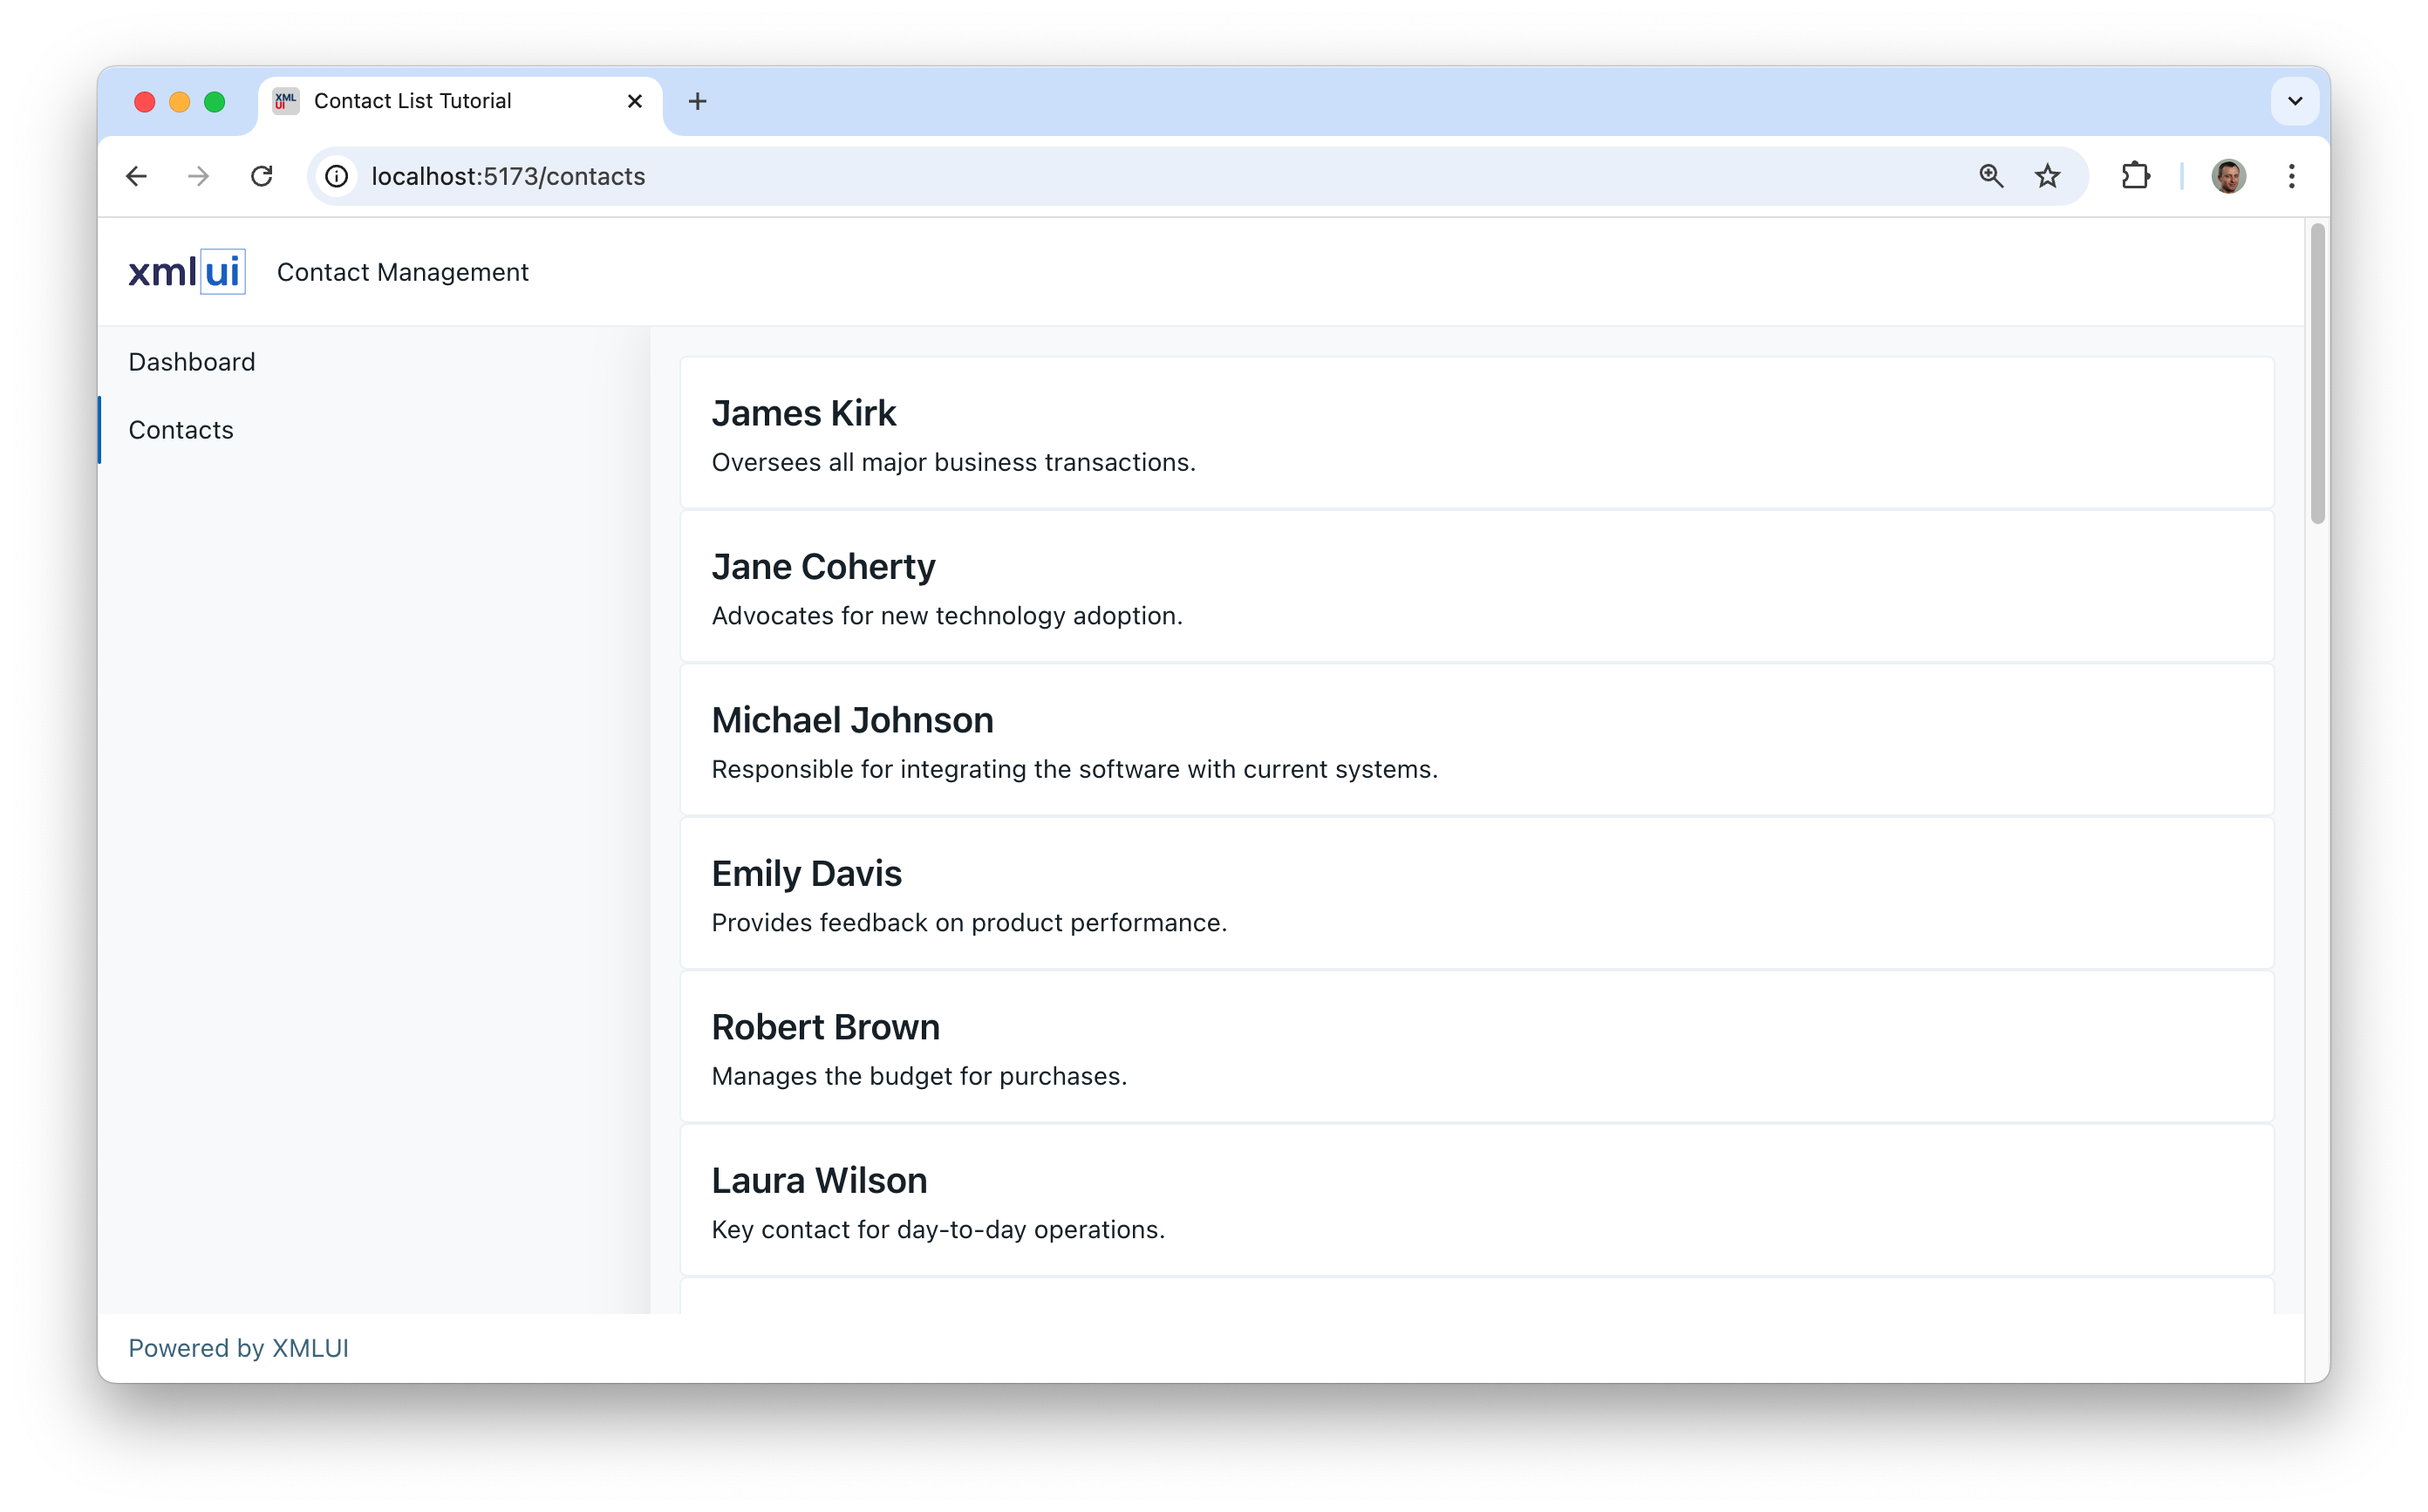 XML
UI
Contact List Tutorial
localhost:5173/contacts
xmlui
Contact Management
Dashboard
Contacts
James Kirk
Oversees all major business transactions.
Jane Coherty
Advocates for new technology adoption.
Michael Johnson
Responsible for integrating the software with current systems.
Emily Davis
Provides feedback on product performance.
Robert Brown
Manages the budget for purchases.
Laura Wilson
Key contact for day-to-day operations.
Powered by XMLUI